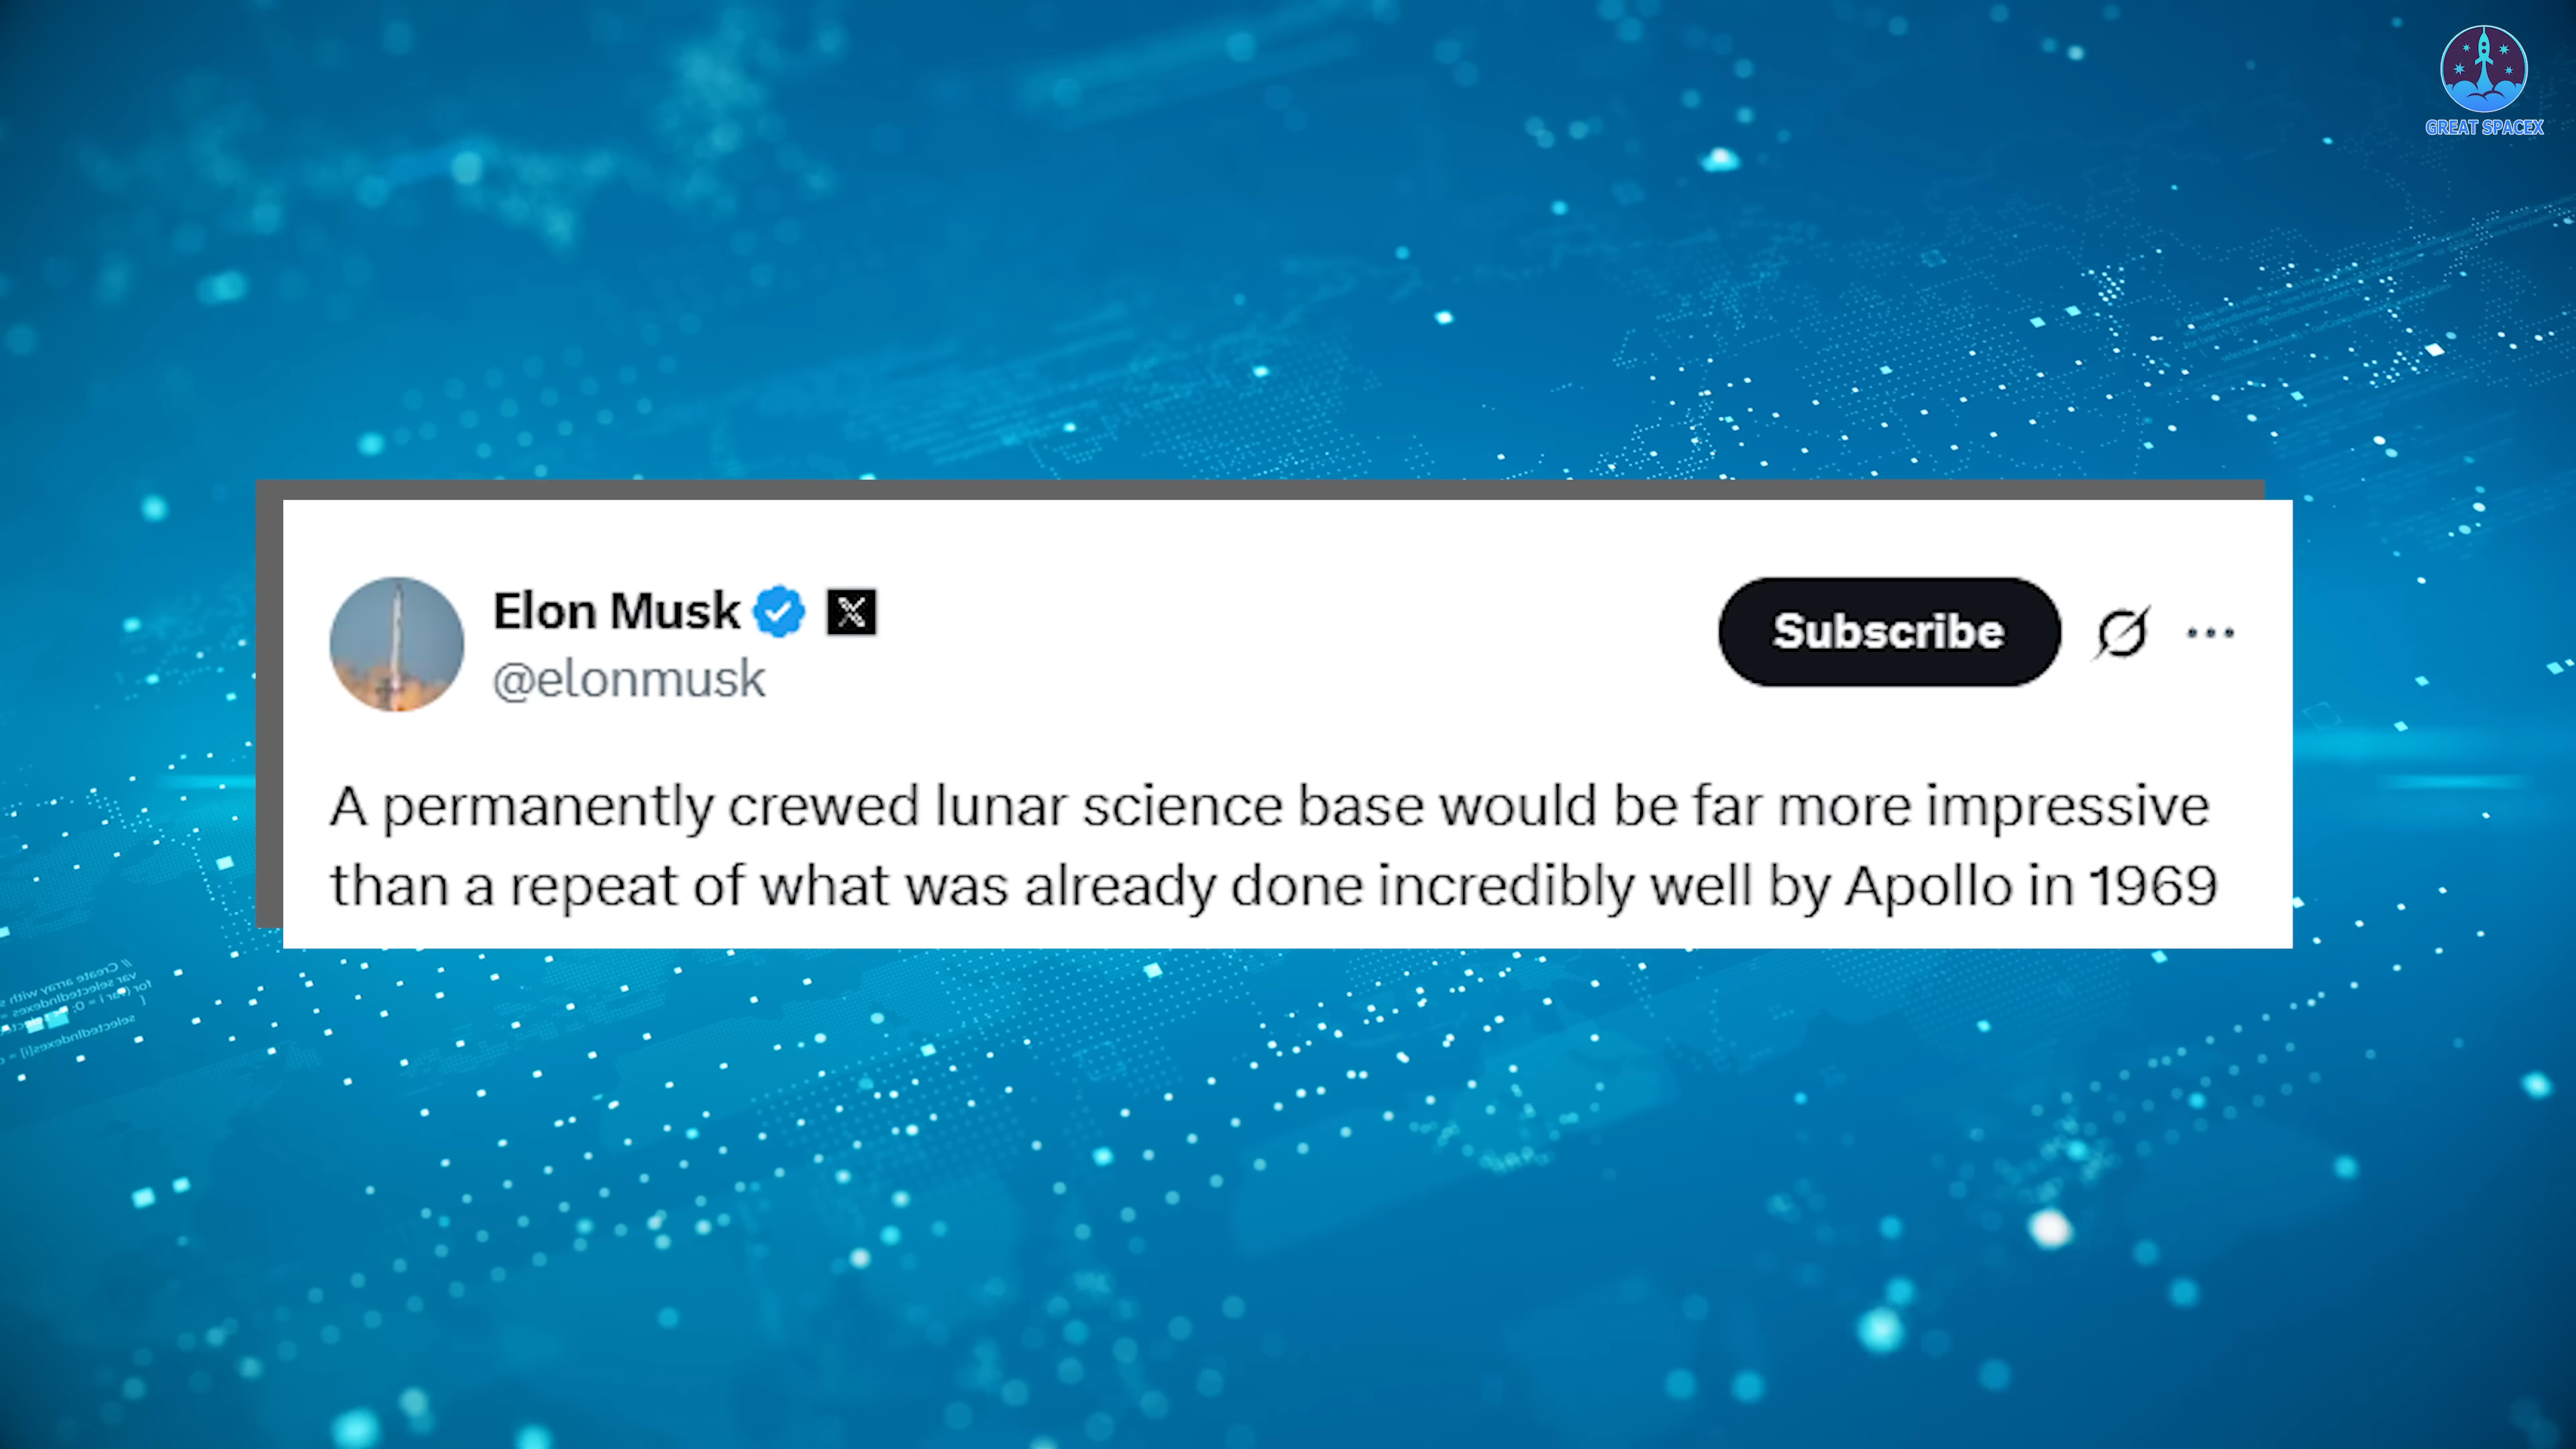 GREAT SPACEX
Elon Musk
@elonmusk
Subscribe
A permanently crewed lunar science base would be far more impressive
than a repeat of what was already done incredibly well by Apollo in 1969